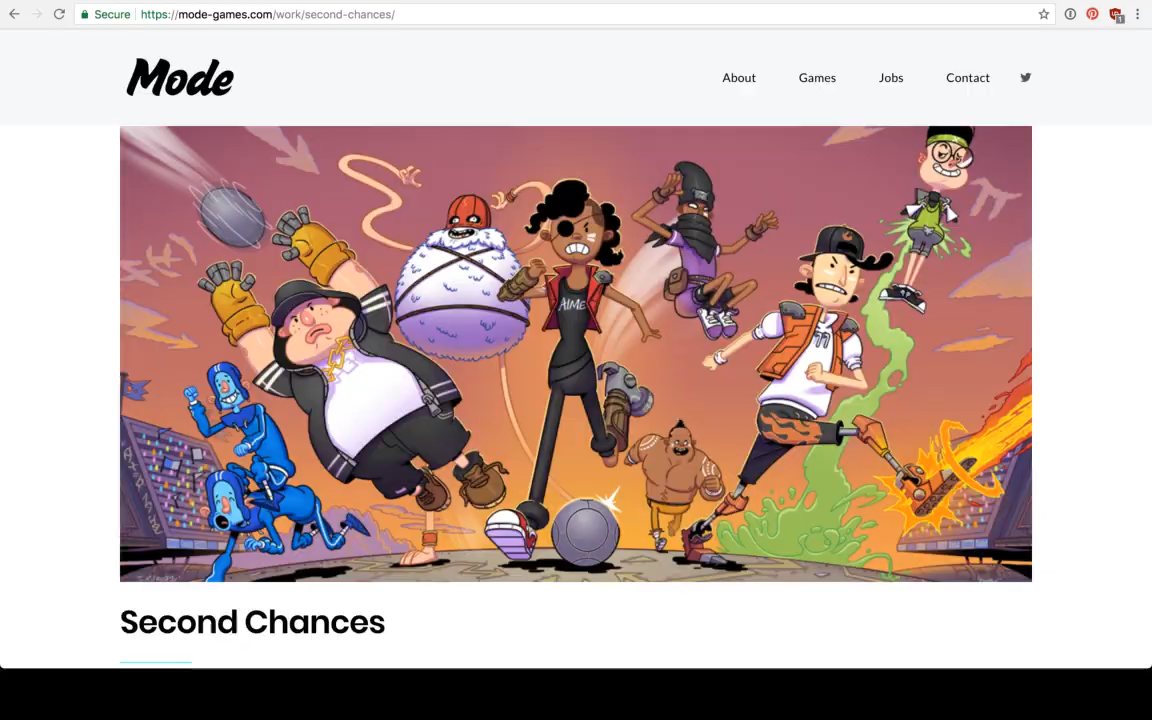 Secure https://mode-games.com/work/second-chances/
Mode
About Games Jobs Contact
AIME
Second Chances